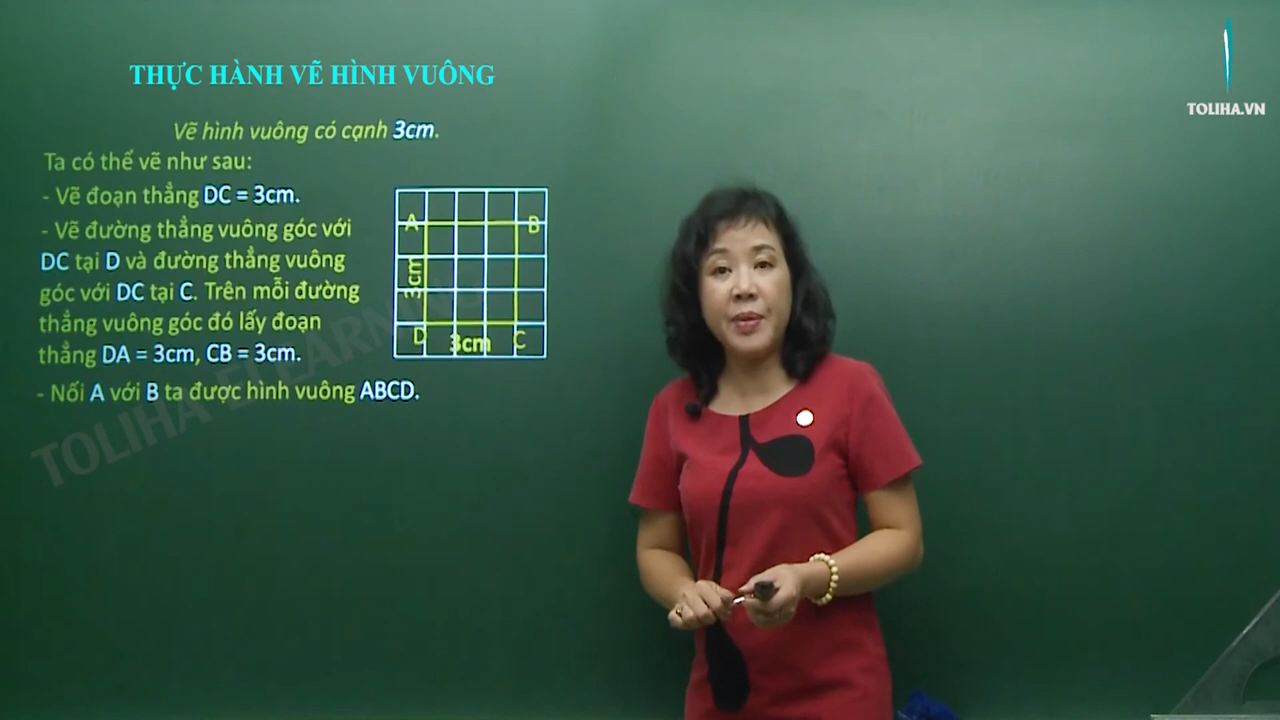 THỰC HÀNH VẼ HÌNH VUÔNG
Vẽ hình vuông có cạnh 3cm.
Ta có thể vẽ như sau:
- Vẽ đoạn thẳng DC = 3cm.
- Vẽ đường thẳng vuông góc với
DC tại D và đường thẳng vuông
góc với DC tại C. Trên mỗi đường
thẳng vuông góc đó lấy đoạn
thẳng DA = 3cm, CB = 3cm.
- Nối A với B ta được hình vuông ABCD.
A B
3cm
D 3cm C
TOLIHA.VN
TOLIHA ELEARNING